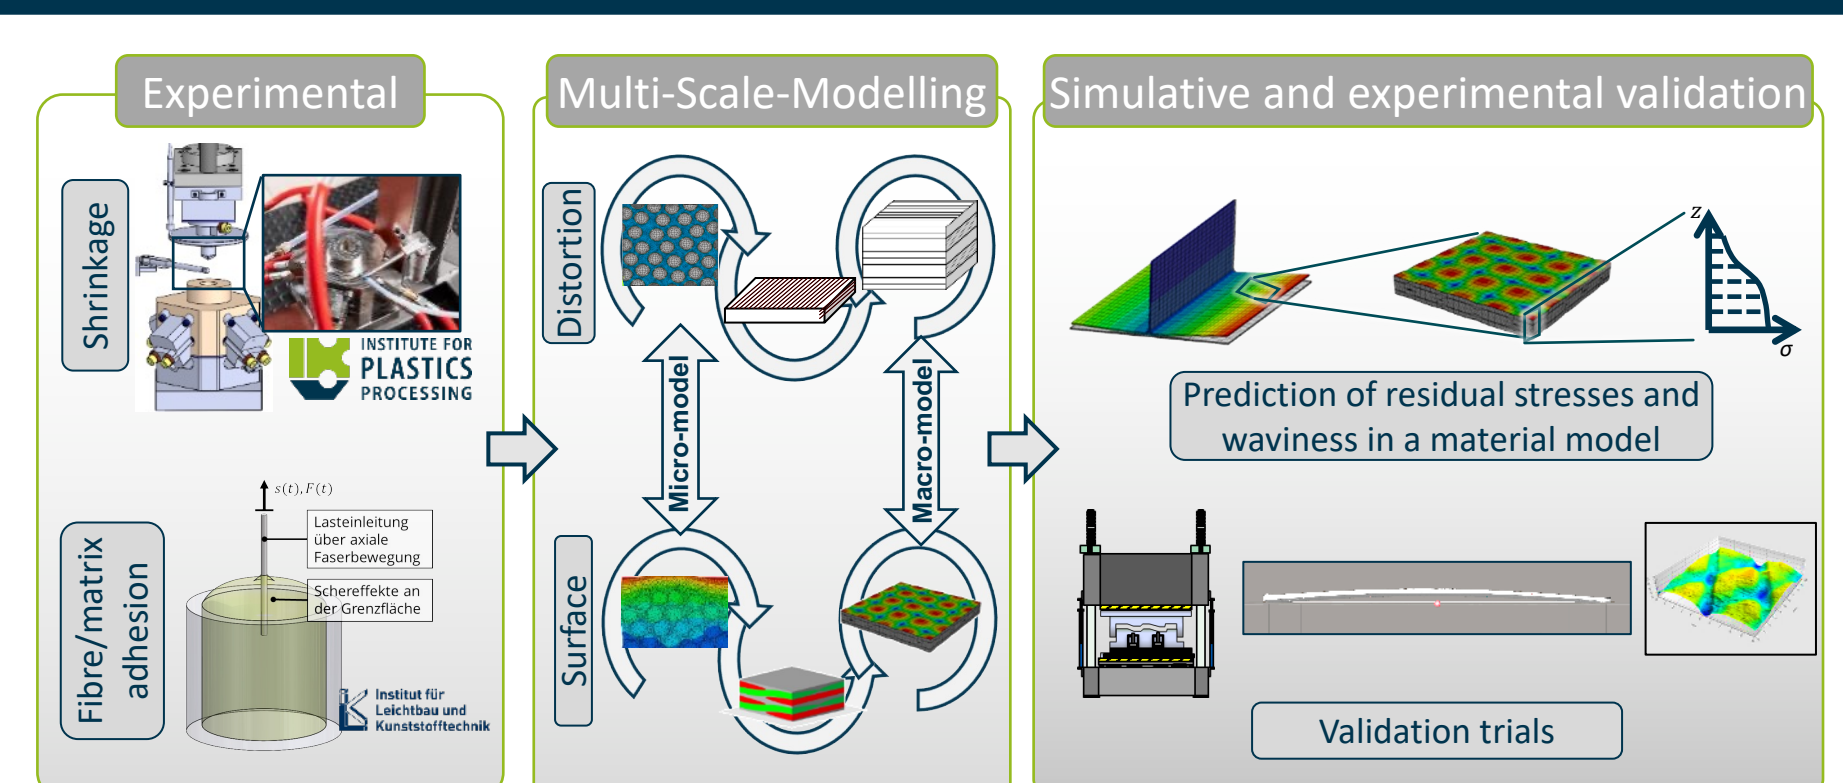 Experimental
Shrinkage
INSTITUTE FOR
PLASTICS
PROCESSING
s(t), F(t)
Lasteinleitung
über axiale
Faserbewegung
Schereffekte an
der Grenzfläche
Fibre/matrix
adhesion
Institut für
Leichtbau und
Kunststofftechnik
Multi-Scale-Modelling
Distortion
Micro-model
Macro-model
Surface
Simulative and experimental validation
z
σ
Prediction of residual stresses and
waviness in a material model
Validation trials